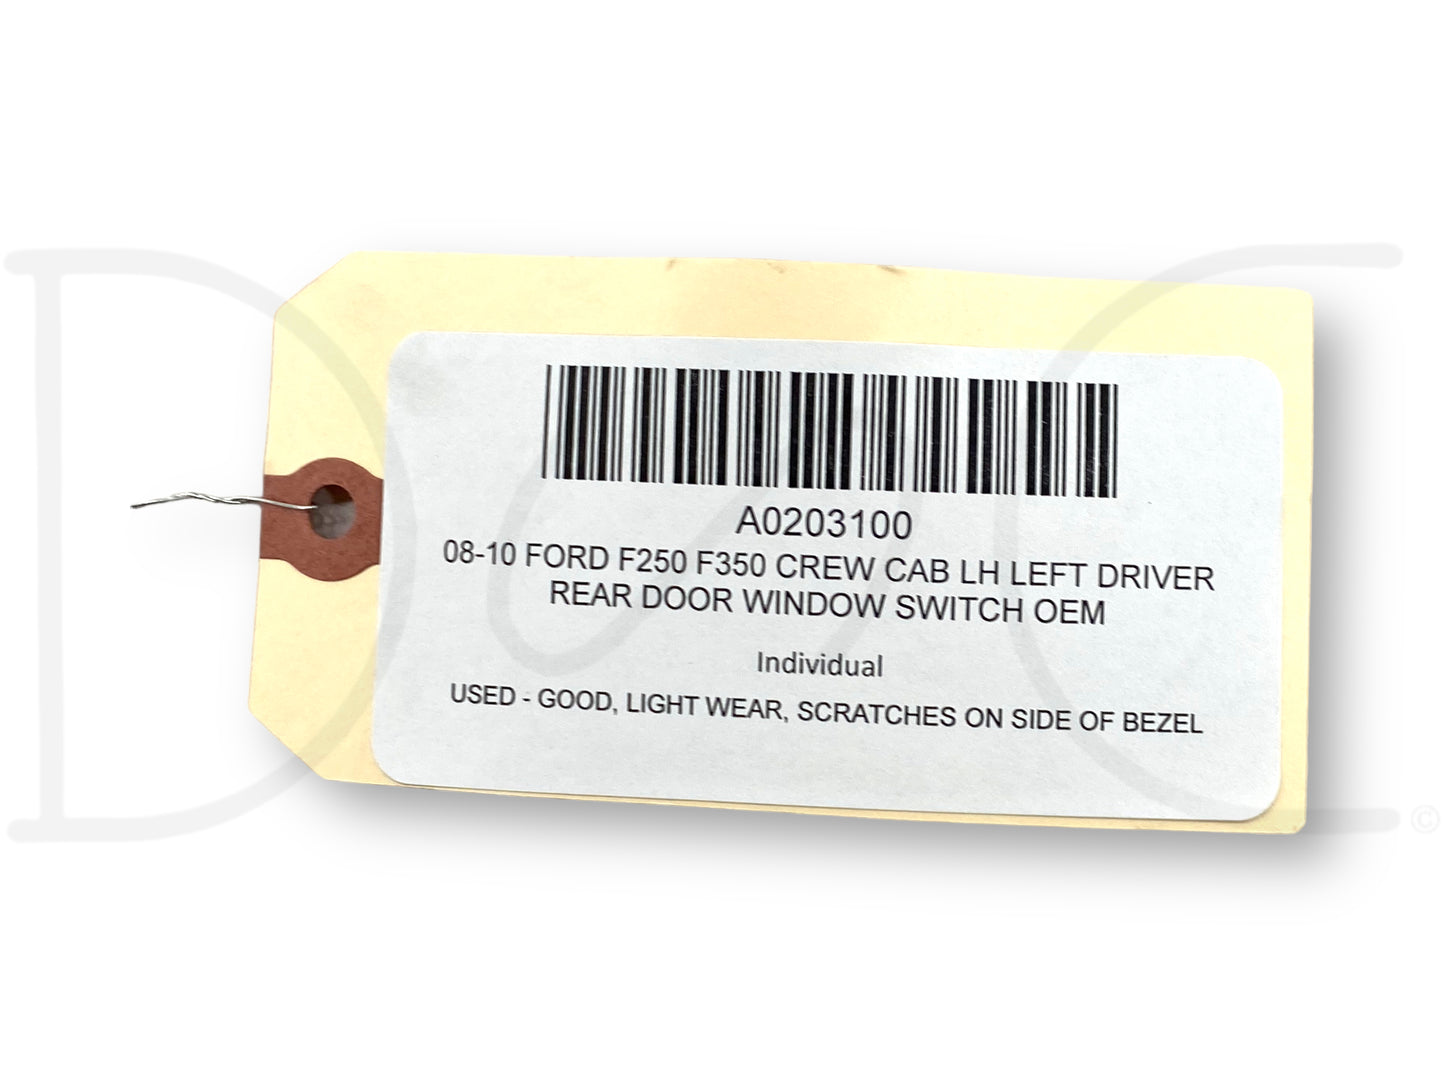 A0203100
08-10 FORD F250 F350 CREW CAB LH LEFT DRIVER
REAR DOOR WINDOW SWITCH OEM
Individual
USED - GOOD, LIGHT WEAR, SCRATCHES ON SIDE OF BEZEL
©